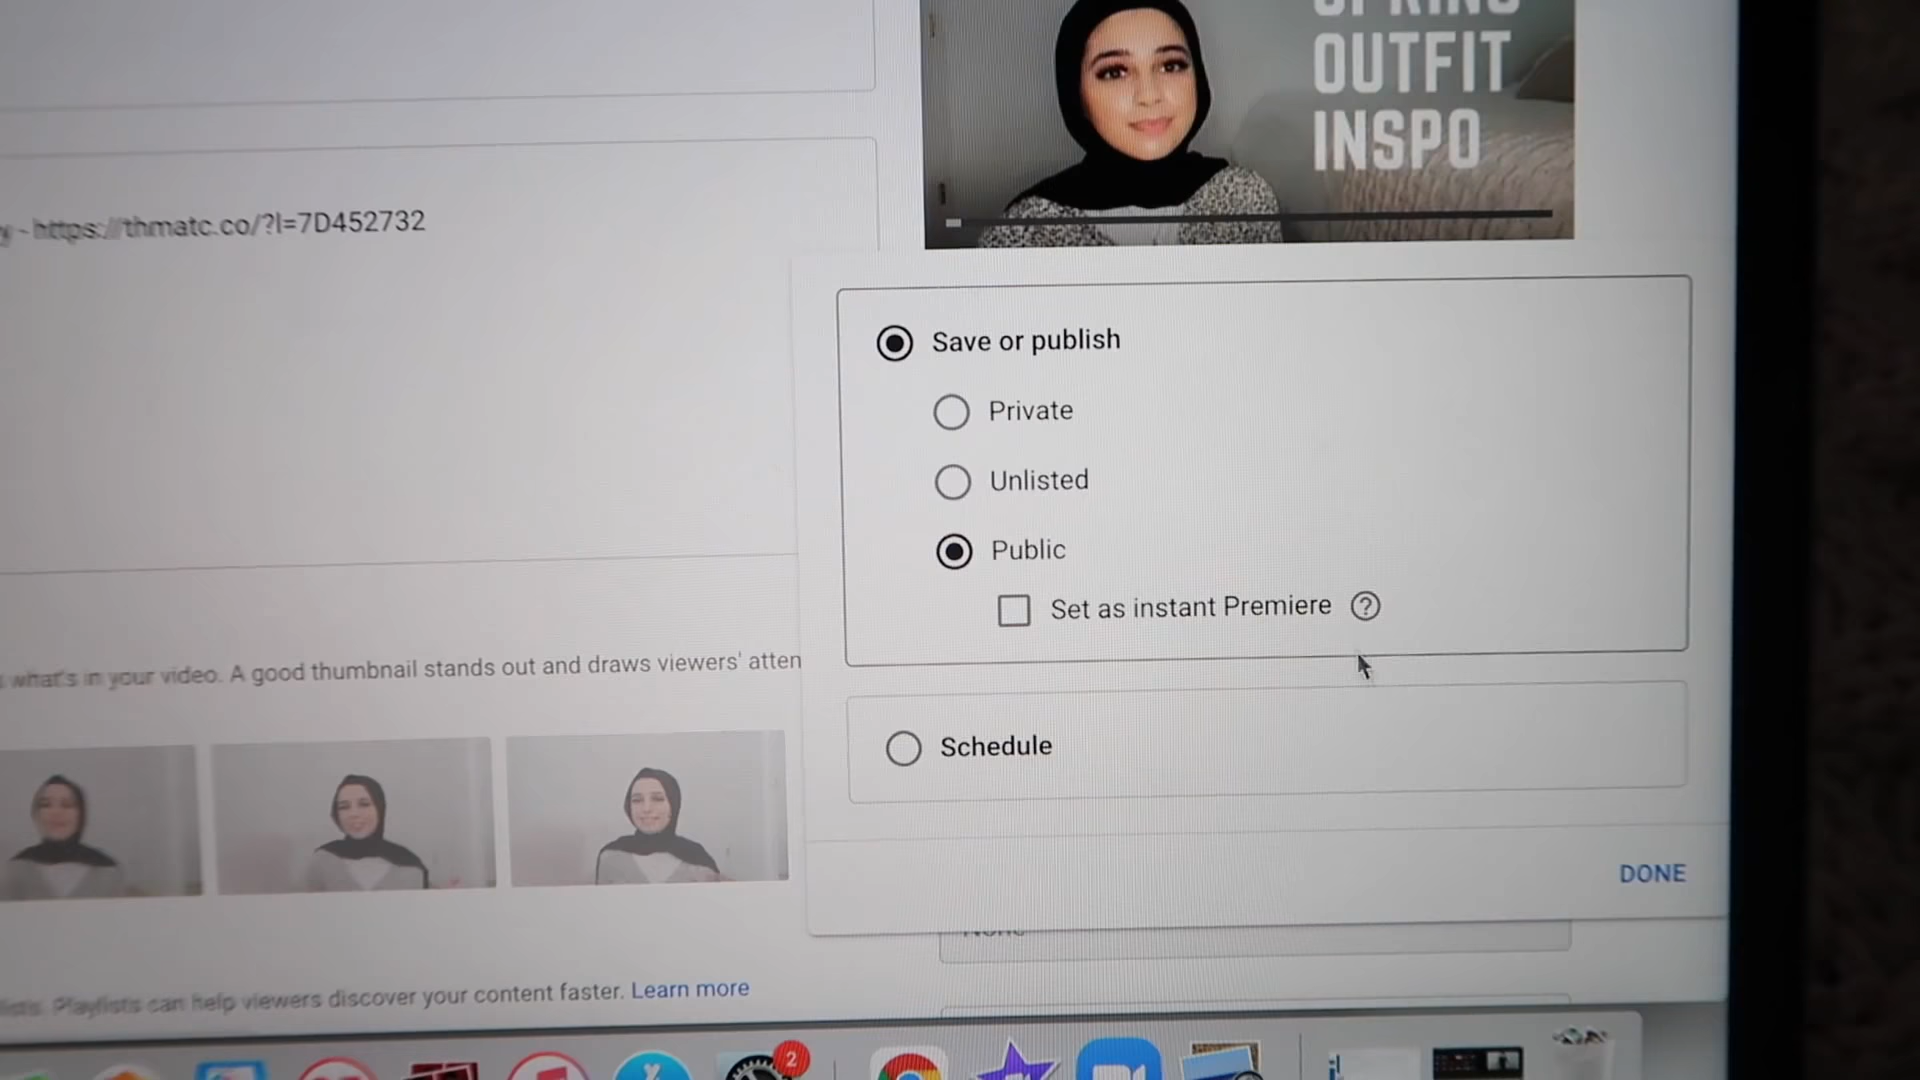 OUTFIT
INSPO
- https://thmatc.co/?l=7D452732
Save or publish
Private
Unlisted
Public
Set as instant Premiere ?
what's in your video. A good thumbnail stands out and draws viewers' atten
Schedule
DONE
Playlists can help viewers discover your content faster. Learn more
2